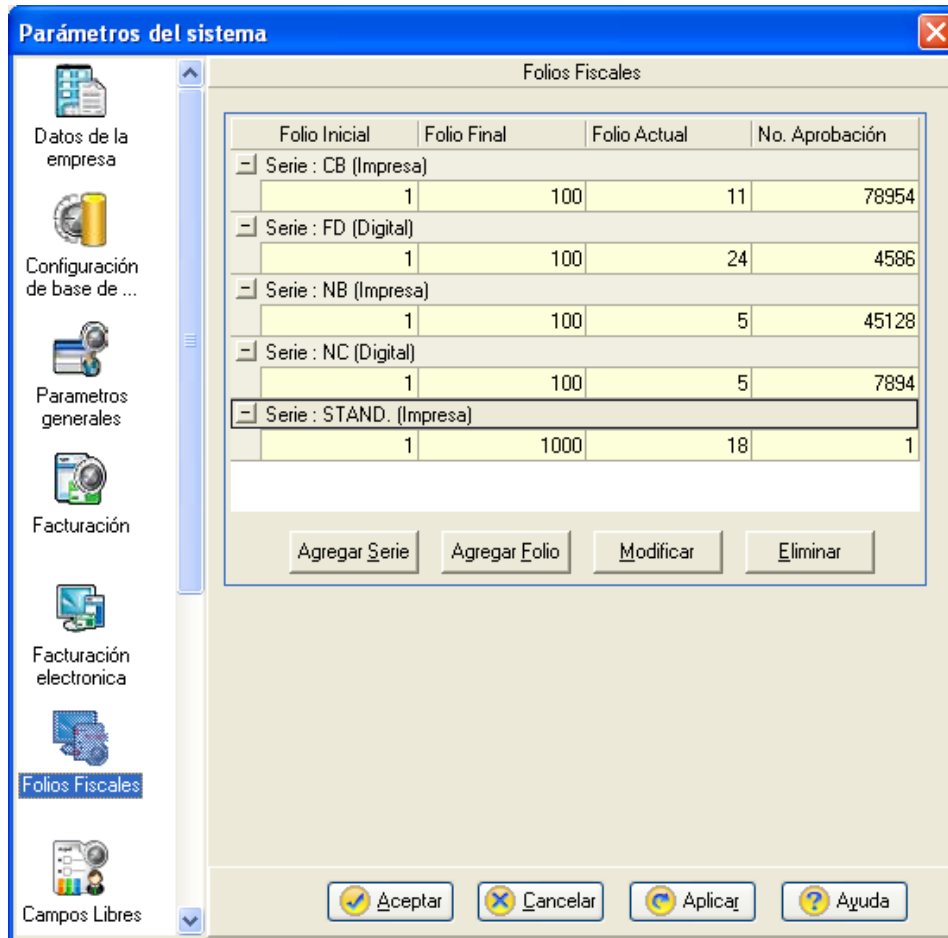 Parámetros del sistema
Datos de la
empresa
Configuración
de base de ...
Parametros
generales
Facturación
Facturación
electronica
Folios Fiscales
Campos Libres
Folios Fiscales
Folio Inicial Folio Final Folio Actual No. Aprobación
Serie : CB (Impresa)
1 100 11 78954
Serie : FD (Digital)
1 100 24 4586
Serie : NB (Impresa)
1 100 5 45128
Serie : NC (Digital)
1 100 5 7894
Serie : STAND. (Impresa)
1 1000 18 1
Agregar Serie Agregar Folio Modificar Eliminar
Aceptar Cancelar Aplicar Ayuda